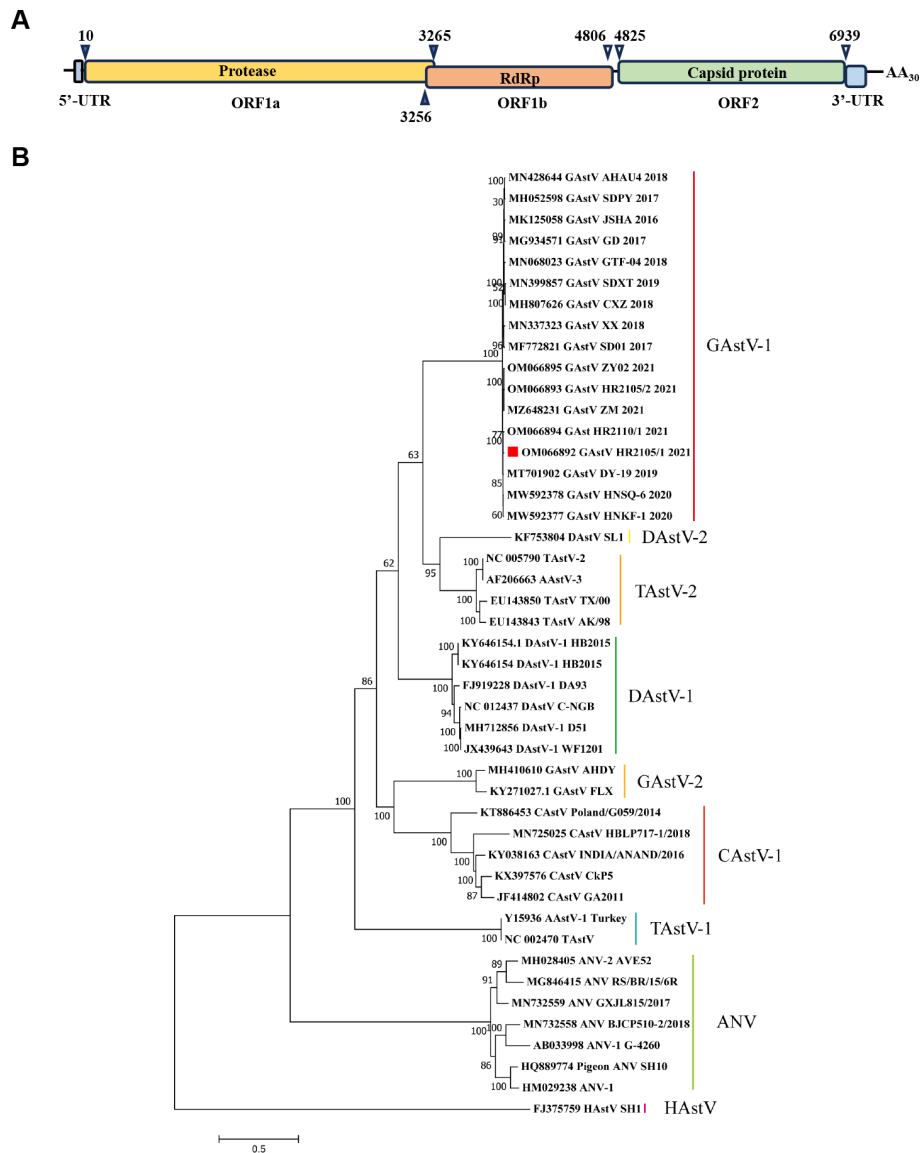 A
10 3265 4806 4825 6939
Protease RdRp Capsid protein AA30
5'-UTR ORF1a ORF1b ORF2 3'-UTR
3256
B
100 MN428644 GAstV AHAU4 2018
30 MH052598 GAstV SDPY 2017
MK125058 GAstV JSHA 2016
99
91 MG934571 GAstV GD 2017
MN068023 GAstV GTF-04 2018
100 MN399857 GAstV SDXT 2019
52
100 MH807626 GAstV CXZ 2018
MN337323 GAstV XX 2018
GAstV-1
96 MF772821 GAstV SD01 2017
100
OM066895 GAstV ZY02 2021
100 OM066893 GAstV HR2105/2 2021
MZ648231 GAstV ZM 2021
77 OM066894 GAst HR2110/1 2021
100
OM066892 GAstV HR2105/1 2021
63
MT701902 GAstV DY-19 2019
85 MW592378 GAstV HNSQ-6 2020
60 MW592377 GAstV HNKF-1 2020
KF753804 DAstV SL1 DAstV-2
100 NC 005790 TAstV-2
62 95 AF206663 AAstV-3
TAstV-2
100 EU143850 TAstV TX/00
100 EU143843 TAstV AK/98
100 KY646154.1 DAstV-1 HB2015
KY646154 DAstV-1 HB2015
86 100 FJ919228 DAstV-1 DA93
DAstV-1
94 NC 012437 DAstV C-NGB
100 MH712856 DAstV-1 D51
100 JX439643 DAstV-1 WF1201
100 MH410610 GAstV AHDY
GAstV-2
KY271027.1 GAstV FLX
100 100 KT886453 CAstV Poland/G059/2014
100 MN725025 CAstV HBLP717-1/2018
KY038163 CAstV INDIA/ANAND/2016
CAstV-1
100 KX397576 CAstV CkP5
87 JF414802 CAstV GA2011
Y15936 AAstV-1 Turkey
TAstV-1
100 NC 002470 TAstV
89 MH028405 ANV-2 AVE52
91 MG846415 ANV RS/BR/15/6R
MN732559 ANV GXJL815/2017
100 100 MN732558 ANV BJCP510-2/2018
ANV
AB033998 ANV-1 G-4260
86 HQ889774 Pigeon ANV SH10
100 HM029238 ANV-1
FJ375759 HAstV SH1 HAstV
0.5